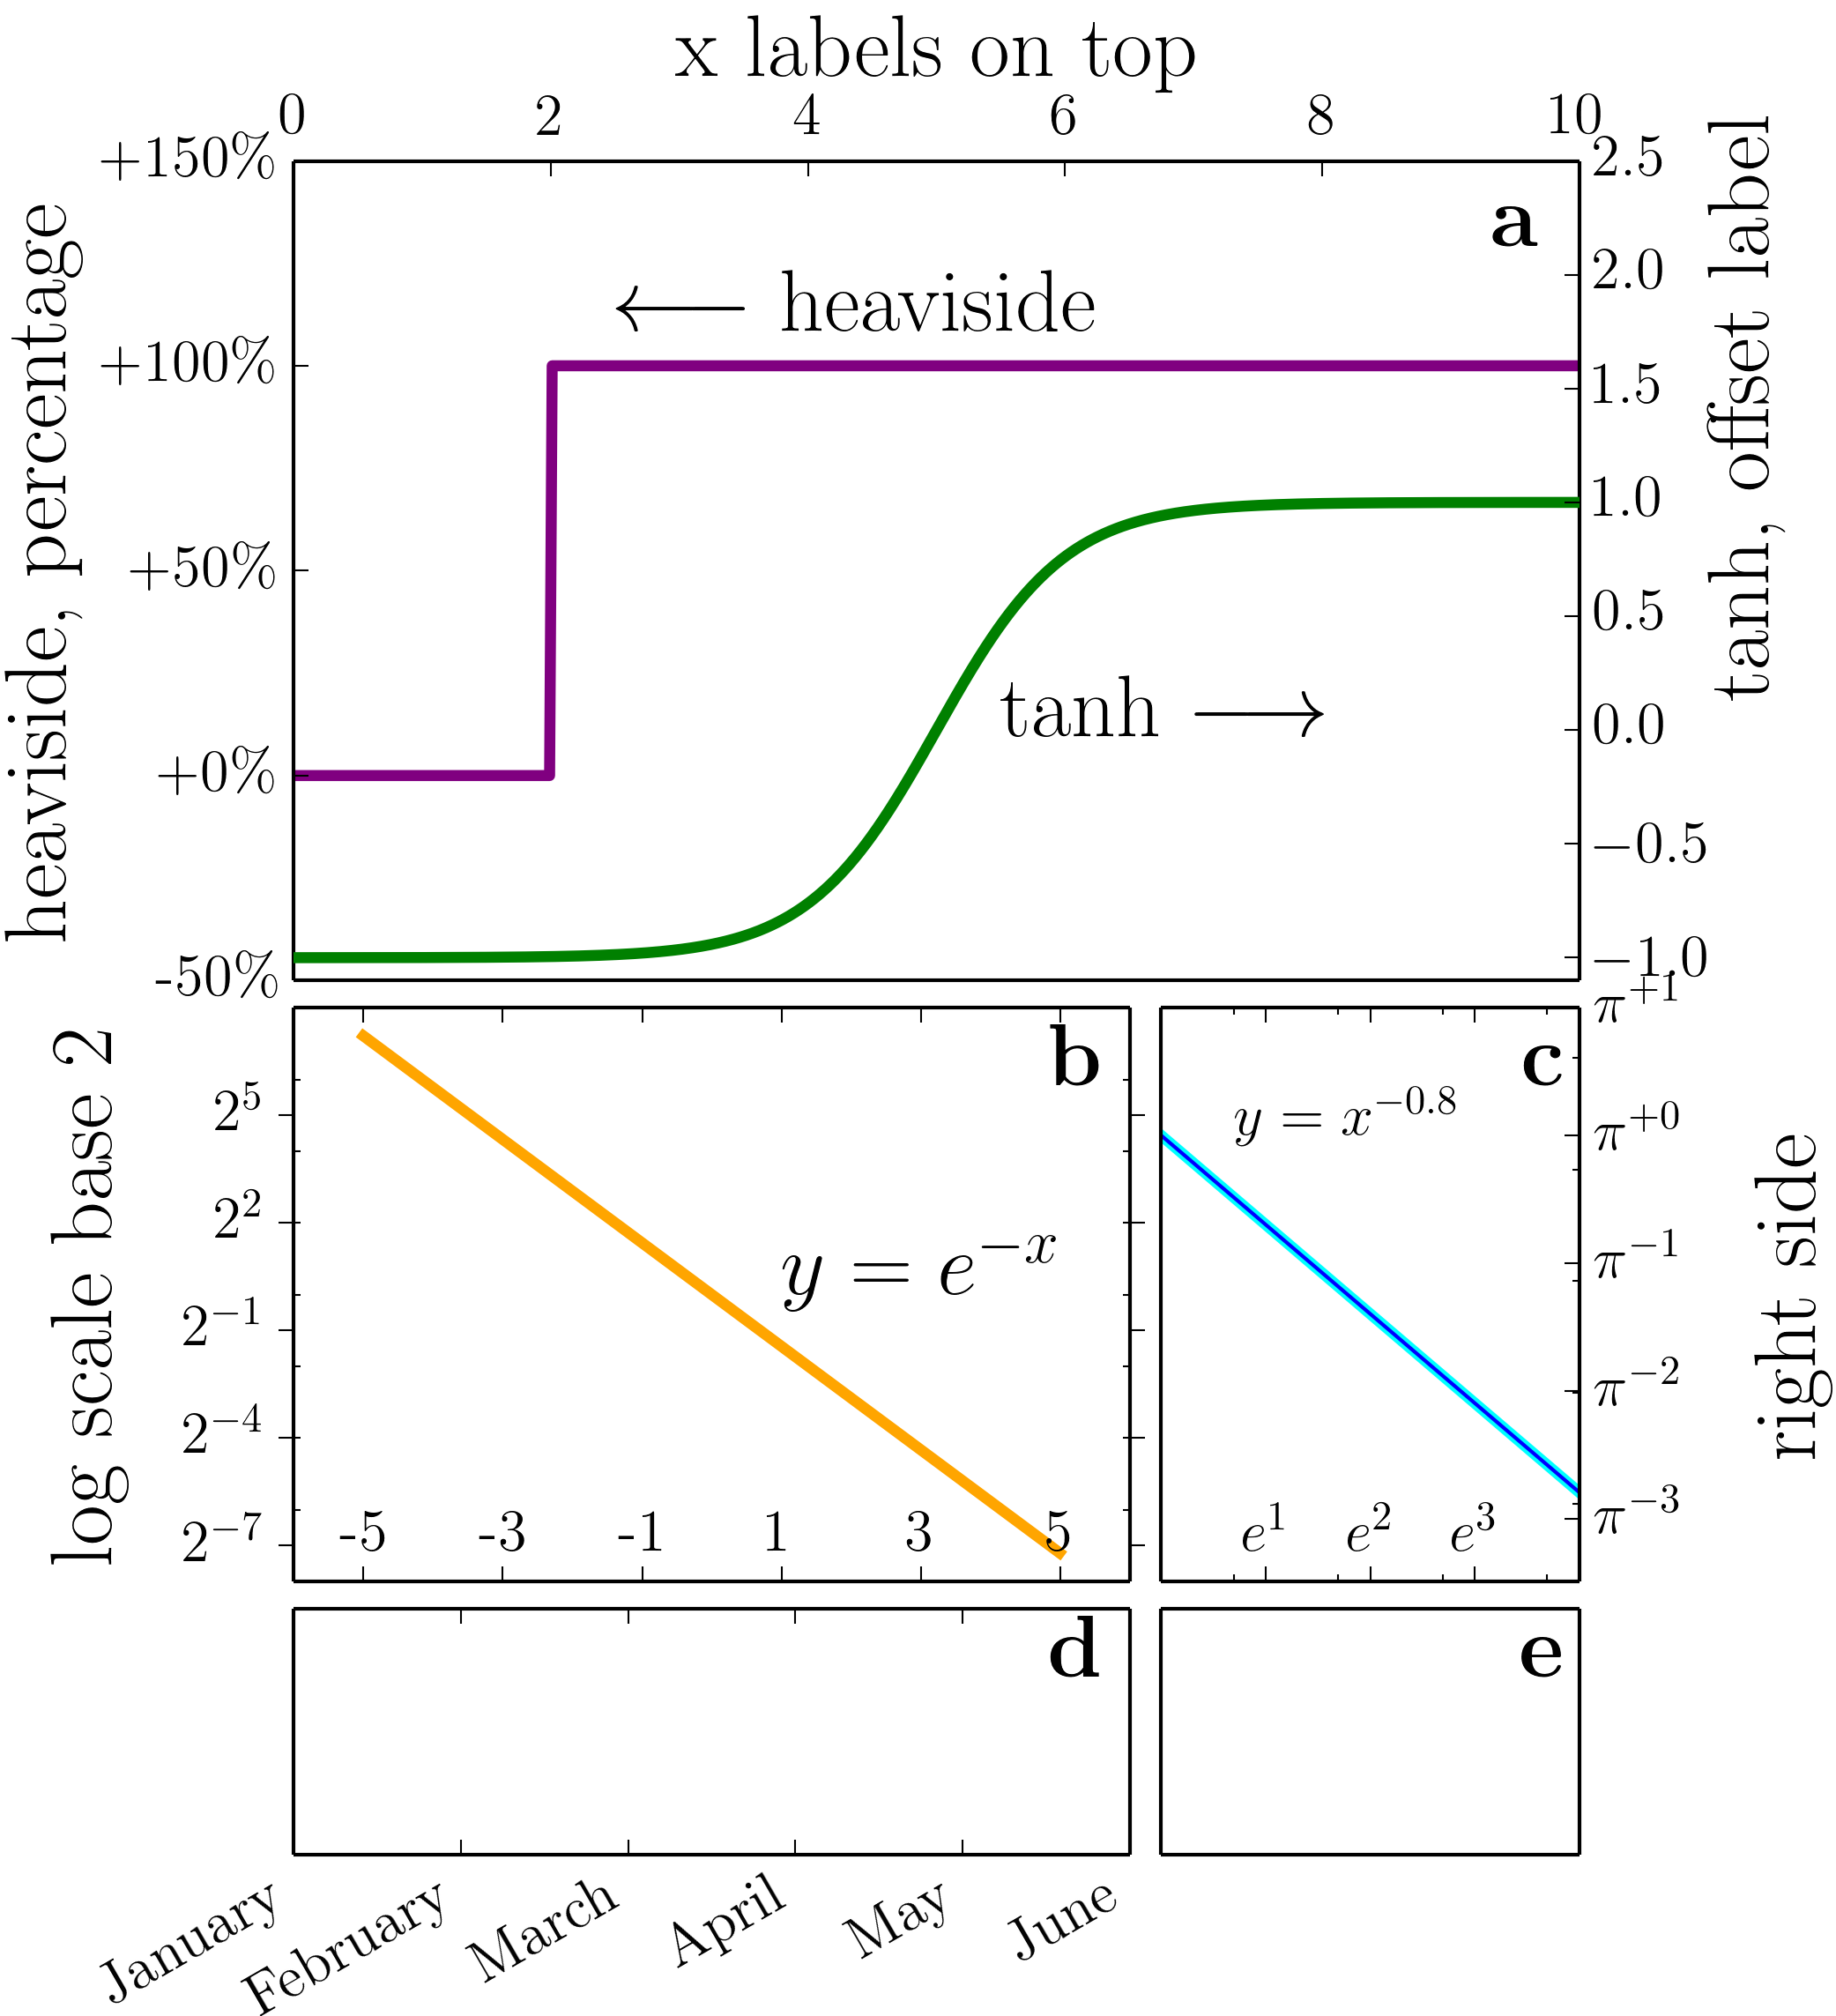 x labels on top
0 2 4 6 8 10
heaviside, percentage
+150%
+100%
+50%
+0%
-50%
a
← heaviside
tanh →
2.5
2.0
1.5
1.0
0.5
0.0
−0.5
−1.0
tanh, offset label
log scale base 2
2⁵
2²
2⁻¹
2⁻⁴
2⁻⁷
b
y = e⁻ˣ
-5 -3 -1 1 3 5
c
y = x⁻⁰·⁸
e¹ e² e³
π⁺¹
π⁺⁰
π⁻¹
π⁻²
π⁻³
right side
d
e
January February March April May June